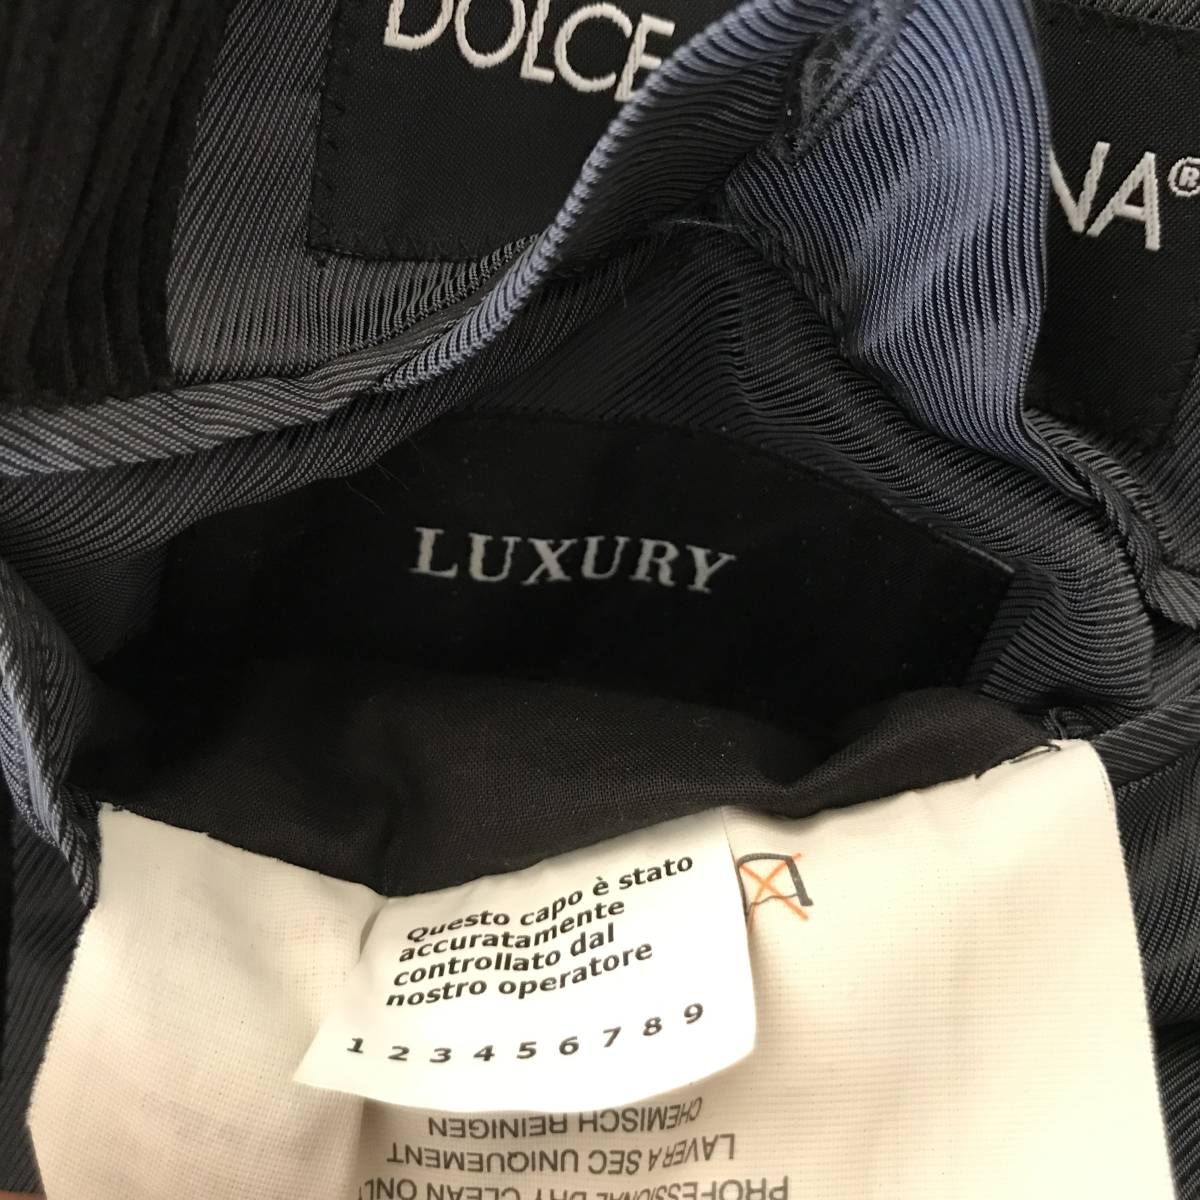 DOLCE
NA®
LUXURY
Questo capo è stato
accuratamente
controllato dal
nostro operatore
1 2 3 4 5 6 7 8 9
PROFESSIONAL DRY CLEAN ONLY
LAVER A SEC UNIQUEMENT
CHEMISCH REINIGEN